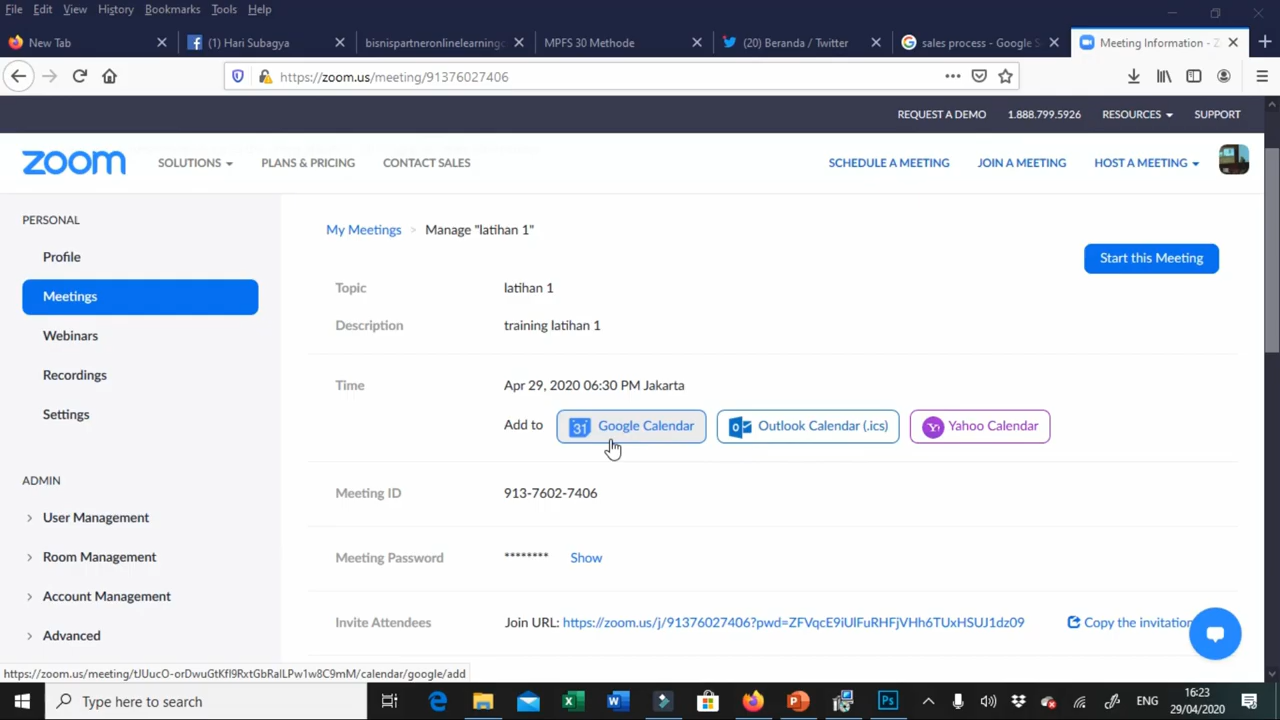 File Edit View History Bookmarks Tools Help
New Tab
(1) Hari Subagya
bisnispartneronlinelearning
MPFS 30 Methode
(20) Beranda / Twitter
sales process - Google S
Meeting Information - Z
https://zoom.us/meeting/91376027406
REQUEST A DEMO 1.888.799.5926 RESOURCES SUPPORT
zoom SOLUTIONS PLANS & PRICING CONTACT SALES SCHEDULE A MEETING JOIN A MEETING HOST A MEETING
PERSONAL
Profile
Meetings
Webinars
Recordings
Settings
ADMIN
User Management
Room Management
Account Management
Advanced
My Meetings > Manage "latihan 1"
Start this Meeting
Topic latihan 1
Description training latihan 1
Time Apr 29, 2020 06:30 PM Jakarta
Add to 31 Google Calendar Outlook Calendar (.ics) Yahoo Calendar
Meeting ID 913-7602-7406
Meeting Password ******** Show
Invite Attendees Join URL: https://zoom.us/j/91376027406?pwd=ZFVqcE9iUlFuRHFjVHh6TUxHSUJ1dz09 Copy the invitation
https://zoom.us/meeting/tJUucO-orDwuGtKfl9RxtGbRalLPw1w8C9mM/calendar/google/add
Type here to search
ENG
16:23
29/04/2020